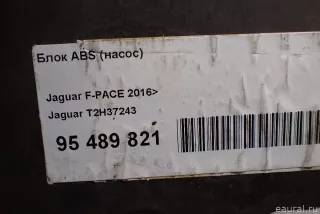 Блок ABS (насос)
Jaguar F-PACE 2016>
Jaguar T2H37243
95 489 821
eaural.ru